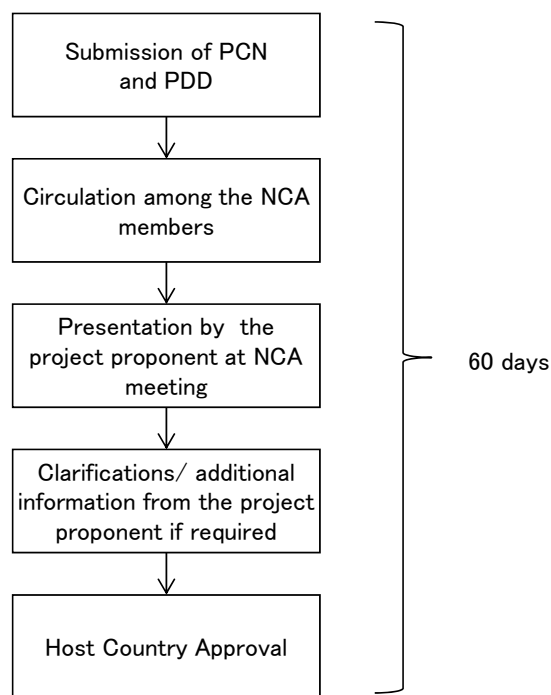 Submission of PCN
and PDD
Circulation among the NCA
members
Presentation by the
project proponent at NCA
meeting
60 days
Clarifications/ additional
information from the project
proponent if required
Host Country Approval